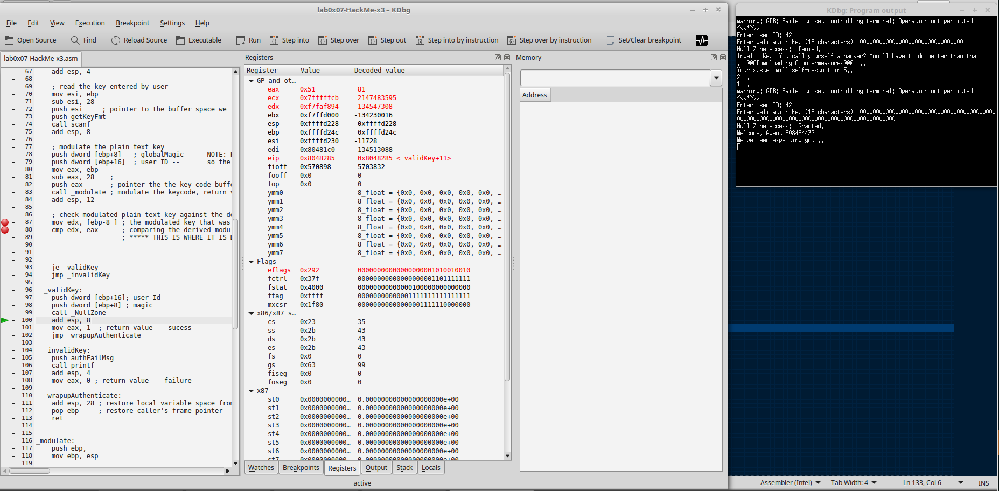 lab0x07-HackMe-x3 – KDbg
File Edit View Execution Breakpoint Settings Help
Open Source Find Reload Source Executable Run Step into Step over Step out Step into by instruction Step over by instruction Set/Clear breakpoint
lab0x07-HackMe-x3.asm
67 add esp, 4
68
69 ; read the key entered by user
70 mov esi, ebp
71 sub esi, 28
72 push esi ; pointer to the buffer space we
73 push getKeyFmt
74 call scanf
75 add esp, 8
76
77 ; modulate the plain text key
78 push dword [ebp+8] ; globalMagic -- NOTE:
79 push dword [ebp+16] ; user ID -- so the
80 mov eax, ebp
81 sub eax, 28 ;
82 push eax ; pointer the the key code buff
83 call _modulate ; modulate the keycode, return
84 add esp, 12
85
86 ; check modulated plain text key against the de
87 mov edx, [ebp-8 ] ; the modulated key that was
88 cmp edx, eax ; comparing the derived modu
89 ; ***** THIS IS WHERE IT IS
90
91
92
93 je _validKey
94 jmp _invalidKey
95
96 _validKey:
97 push dword [ebp+16]; user Id
98 push dword [ebp+8] ; magic
99 call _NullZone
100 add esp, 8
101 mov eax, 1 ; return value -- sucess
102 jmp _wrapupAuthenticate
103
104 _invalidKey:
105 push authFailMsg
106 call printf
107 add esp, 4
108 mov eax, 0 ; return value -- failure
109
110 _wrapupAuthenticate:
111 add esp, 28 ; restore local variable space from
112 pop ebp ; restore caller's frame pointer
113 ret
114
115
116 _modulate:
117 push ebp,
118 mov ebp, esp
119
Registers
Register Value Decoded value
GP and ot...
eax 0x51 81
ecx 0x7fffffcb 2147483595
edx 0xf7faf894 -134547308
ebx 0xf7ffd000 -134230016
esp 0xffffd228 0xffffd228
ebp 0xffffd24c 0xffffd24c
esi 0xffffd230 -11728
edi 0x80481c0 134513088
eip 0x8048285 0x8048285 <_validKey+11>
fioff 0x570898 5703832
fooff 0x0 0
fop 0x0 0
ymm0 8_float = {0x0, 0x0, 0x0, 0x0, 0x0, …
ymm1 8_float = {0x0, 0x0, 0x0, 0x0, 0x0, …
ymm2 8_float = {0x0, 0x0, 0x0, 0x0, 0x0, …
ymm3 8_float = {0x0, 0x0, 0x0, 0x0, 0x0, …
ymm4 8_float = {0x0, 0x0, 0x0, 0x0, 0x0, …
ymm5 8_float = {0x0, 0x0, 0x0, 0x0, 0x0, …
ymm6 8_float = {0x0, 0x0, 0x0, 0x0, 0x0, …
ymm7 8_float = {0x0, 0x0, 0x0, 0x0, 0x0, …
Flags
eflags 0x292 00000000000000000001010010010
fctrl 0x37f 00000000000000000001101111111
fstat 0x4000 00000000000000100000000000000
ftag 0xffff 00000000000001111111111111111
mxcsr 0x1f80 00000000000000001111110000000
x86/x87 s...
cs 0x23 35
ss 0x2b 43
ds 0x2b 43
es 0x2b 43
fs 0x0 0
gs 0x63 99
fiseg 0x0 0
foseg 0x0 0
x87
st0 0x0000000000… 0.00000000000000000000e+00
st1 0x0000000000… 0.00000000000000000000e+00
st2 0x0000000000… 0.00000000000000000000e+00
st3 0x0000000000… 0.00000000000000000000e+00
st4 0x0000000000… 0.00000000000000000000e+00
st5 0x0000000000… 0.00000000000000000000e+00
st6 0x0000000000… 0.00000000000000000000e+00
Watches Breakpoints Registers Output Stack Locals
active
Memory
Address
KDbg: Program output
warning: GDB: Failed to set controlling terminal: Operation not permitted
<<<*>>>
Enter User ID: 42
Enter validation key (16 characters): 000000000000000000000000000000
Null Zone Access: Denied.
Invalid Key. You call yourself a hacker? You'll have to do better than that!
...@@@Downloading Countermeasures@@@....
Your system will self-destuct in 3...
2...
1...
warning: GDB: Failed to set controlling terminal: Operation not permitted
<<<*>>>
Enter User ID: 42
Enter validation key (16 characters): 000000000000000000000000000000000000000
0000000000000000000000000000000000000000000000
Null Zone Access: Granted.
Welcome, Agent 808464432
We've been expecting you...
Assembler (Intel) Tab Width: 4 Ln 133, Col 6 INS